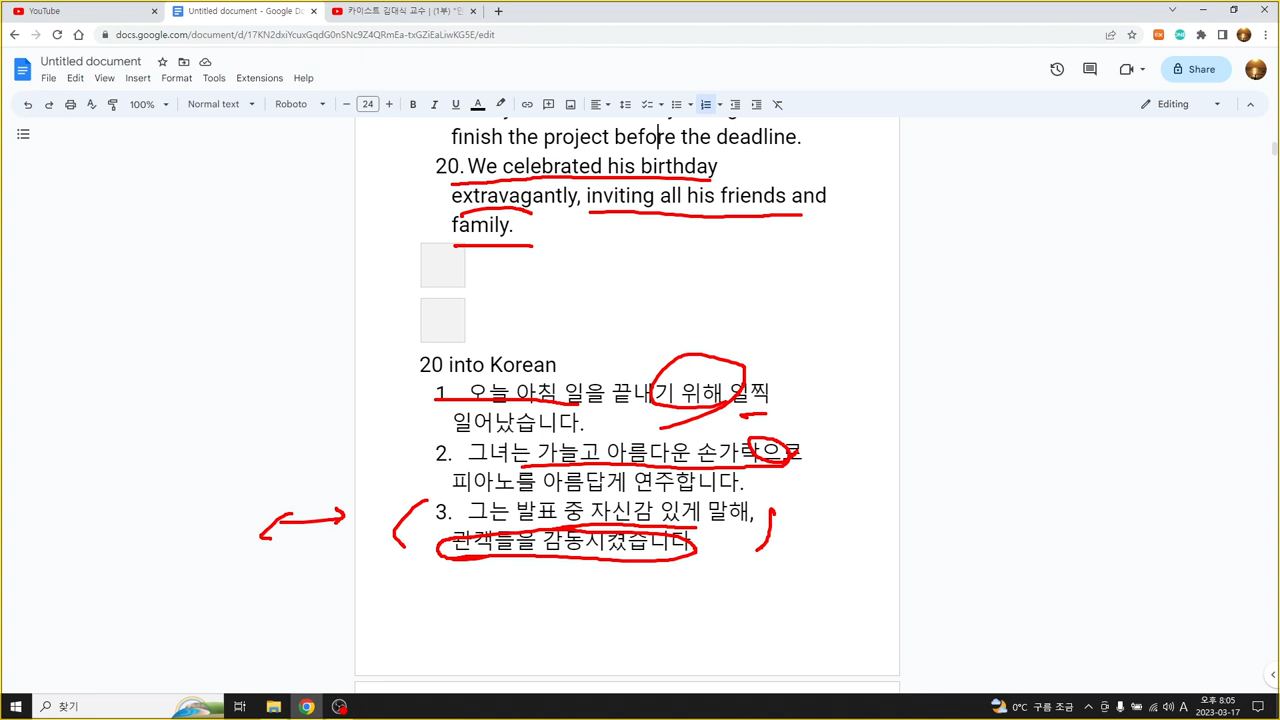 YouTube
Untitled document - Google Do
카이스트 김대식 교수 | (1부) "인
docs.google.com/document/d/17KN2dxiYcuxGqdG0nSNc9Z4QRmEa-txGZiEaLiwKG5E/edit
Untitled document
File Edit View Insert Format Tools Extensions Help
Share
100% Normal text Roboto 24 B I U A Editing
finish the project before the deadline.
20. We celebrated his birthday
extravagantly, inviting all his friends and
family.
20 into Korean
1. 오늘 아침 일을 끝내기 위해 일찍
일어났습니다.
2. 그녀는 가늘고 아름다운 손가락으로
피아노를 아름답게 연주합니다.
3. 그는 발표 중 자신감 있게 말해,
관객들을 감동시켰습니다.
찾기
0°C 구름 조금 A 오후 8:05
2023-03-17